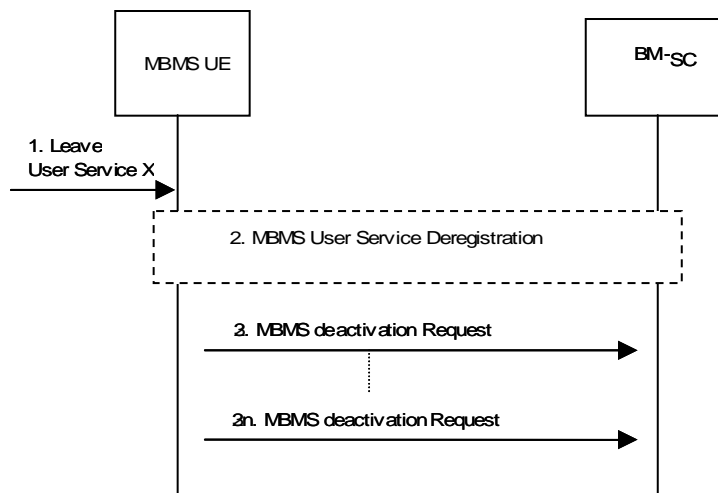 MBMS UE
BM-SC
1. Leave
User Service X
2. MBMS User Service Deregistration
3. MBMS deactivation Request
3n. MBMS deactivation Request